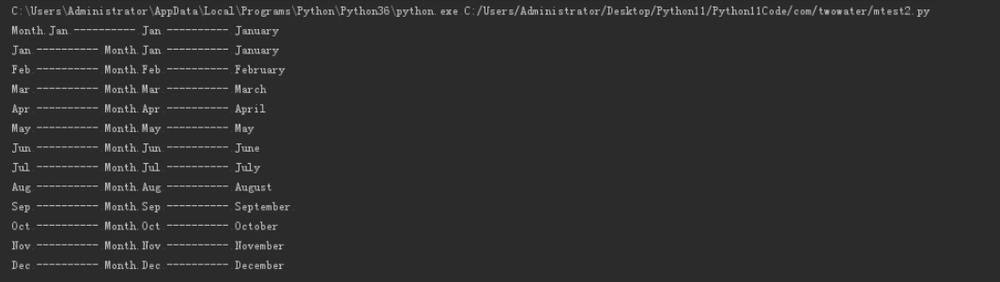 C:\Users\Administrator\AppData\Local\Programs\Python\Python36\python.exe C:/Users/Administrator/Desktop/Python11/Python11Code/com/twowater/mtest2.py
Month.Jan ---------- Jan ---------- January
Jan ---------- Month.Jan ---------- January
Feb ---------- Month.Feb ---------- February
Mar ---------- Month.Mar ---------- March
Apr ---------- Month.Apr ---------- April
May ---------- Month.May ---------- May
Jun ---------- Month.Jun ---------- June
Jul ---------- Month.Jul ---------- July
Aug ---------- Month.Aug ---------- August
Sep ---------- Month.Sep ---------- September
Oct ---------- Month.Oct ---------- October
Nov ---------- Month.Nov ---------- November
Dec ---------- Month.Dec ---------- December